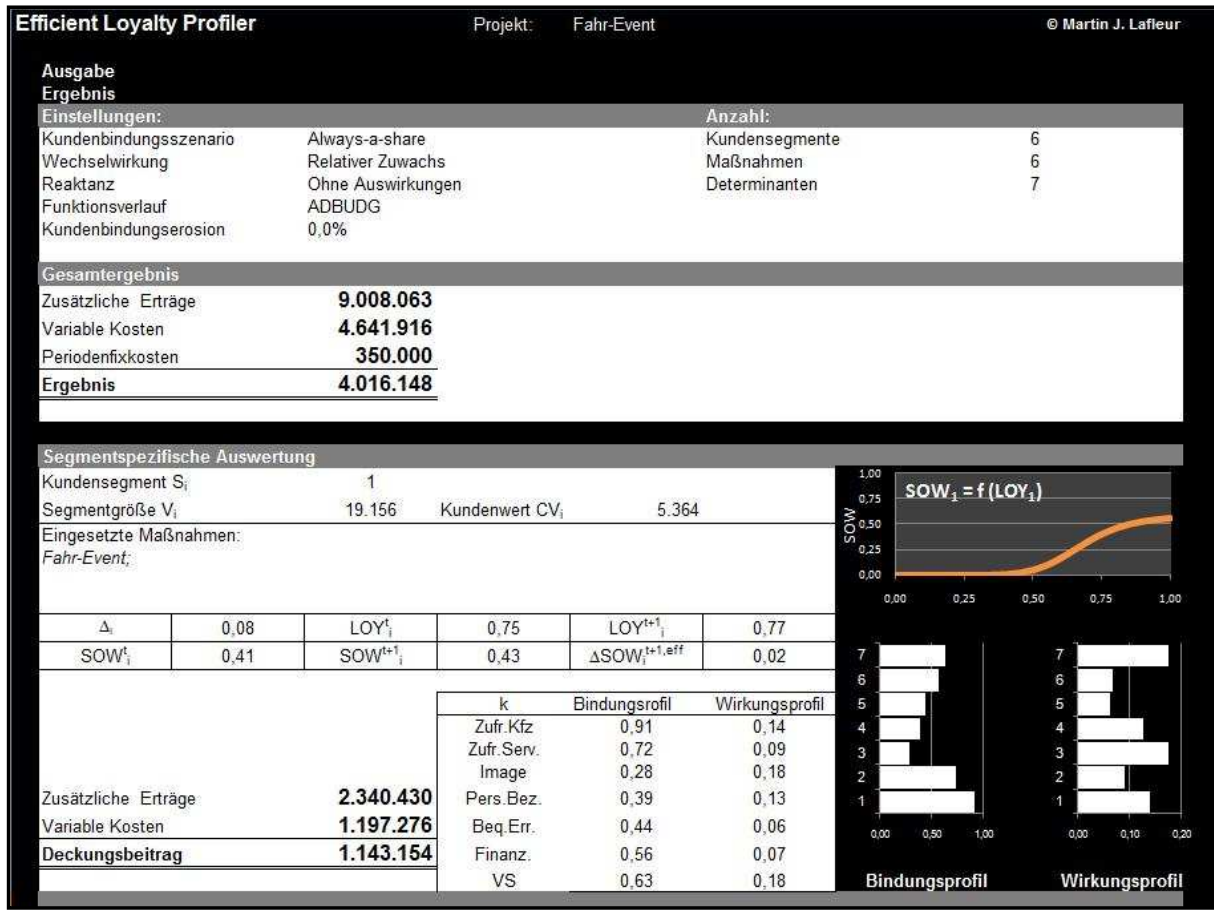 Efficient Loyalty Profiler Projekt: Fahr-Event © Martin J. Lafleur
Ausgabe
Ergebnis
Einstellungen: Anzahl:
Kundenbindungsszenario Always-a-share Kundensegmente 6
Wechselwirkung Relativer Zuwachs Maßnahmen 6
Reaktanz Ohne Auswirkungen Determinanten 7
Funktionsverlauf ADBUDG
Kundenbindungserosion 0,0%
Gesamtergebnis
Zusätzliche Erträge 9.008.063
Variable Kosten 4.641.916
Periodenfixkosten 350.000
Ergebnis 4.016.148
Segmentspezifische Auswertung
Kundensegment Si 1
Segmentgröße Vi 19.156 Kundenwert CVi 5.364
Eingesetzte Maßnahmen:
Fahr-Event;
Δi 0,08 LOYti 0,75 LOYt+1i 0,77
SOWti 0,41 SOWt+1i 0,43 ΔSOWit+1,eff 0,02
k Bindungsrofil Wirkungsprofil
Zufr.Kfz 0,91 0,14
Zufr.Serv. 0,72 0,09
Image 0,28 0,18
Zusätzliche Erträge 2.340.430 Pers.Bez. 0,39 0,13
Variable Kosten 1.197.276 Beq.Err. 0,44 0,06
Deckungsbeitrag 1.143.154 Finanz. 0,56 0,07
VS 0,63 0,18
SOW1 = f (LOY1)
SOW
1,00
0,75
0,50
0,25
0,00
0,00 0,25 0,50 0,75 1,00
7
6
5
4
3
2
1
0,00 0,50 1,00
Bindungsprofil
7
6
5
4
3
2
1
0,00 0,10 0,20
Wirkungsprofil